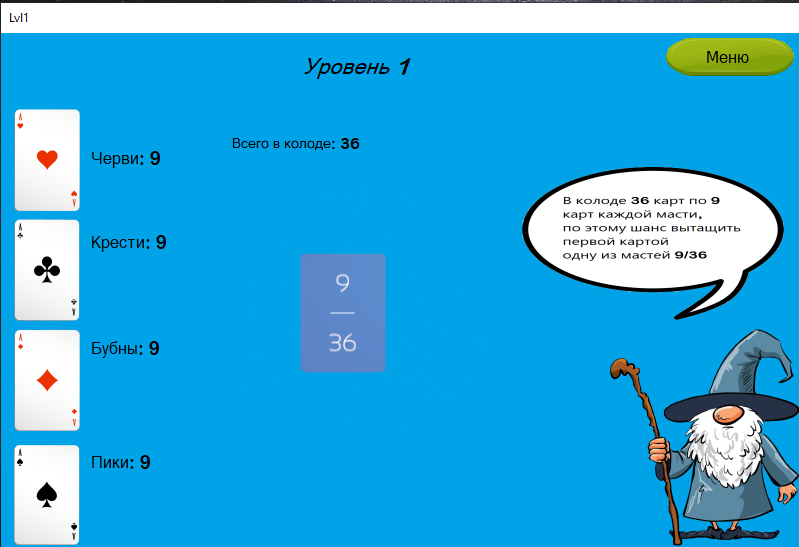 Lvl1
Уровень 1
Меню
A
A
Черви: 9
Всего в колоде: 36
В колоде 36 карт по 9
карт каждой масти,
по этому шанс вытащить
первой картой
одну из мастей 9/36
A
A
Крести: 9
9
36
A
A
Бубны: 9
A
A
Пики: 9